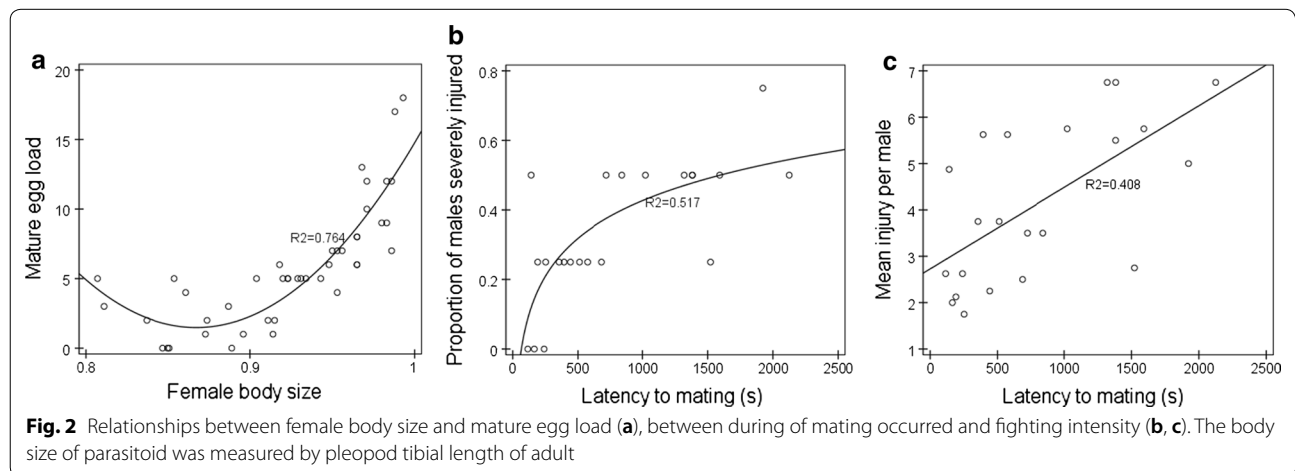 a
20
15
10
5
0
Mature egg load
R2=0.764
0.8 0.9 1
Female body size
b
0.8
0.6
0.4
0.2
0
Proportion of males severely injured
R2=0.517
0 500 1000 1500 2000 2500
Latency to mating (s)
c
7
6
5
4
3
2
1
Mean injury per male
R2=0.408
0 500 1000 1500 2000 2500
Latency to mating (s)
Fig. 2 Relationships between female body size and mature egg load (a), between during of mating occurred and fighting intensity (b, c). The body
size of parasitoid was measured by pleopod tibial length of adult